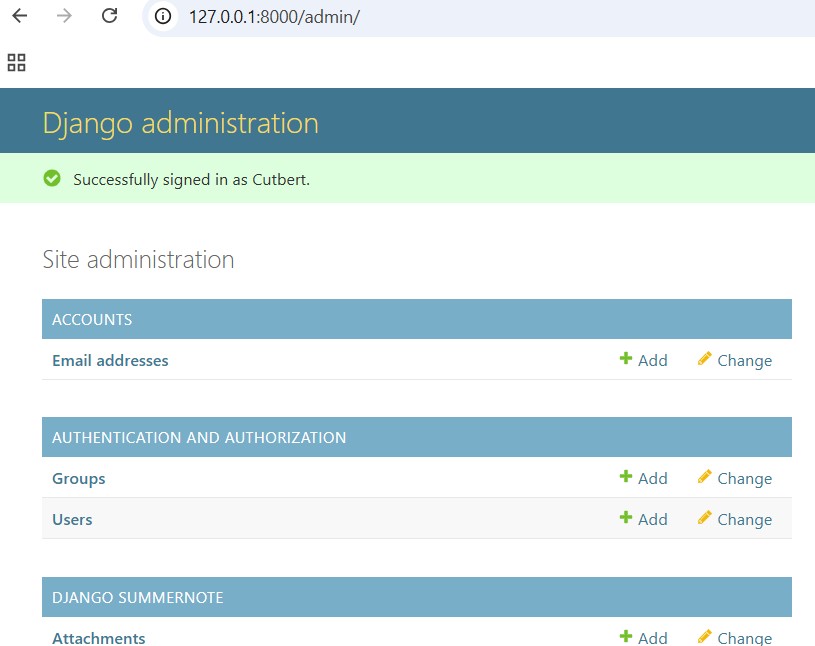 127.0.0.1:8000/admin/
Django administration
Successfully signed in as Cutbert.
Site administration
ACCOUNTS
Email addresses Add Change
AUTHENTICATION AND AUTHORIZATION
Groups Add Change
Users Add Change
DJANGO SUMMERNOTE
Attachments Add Change